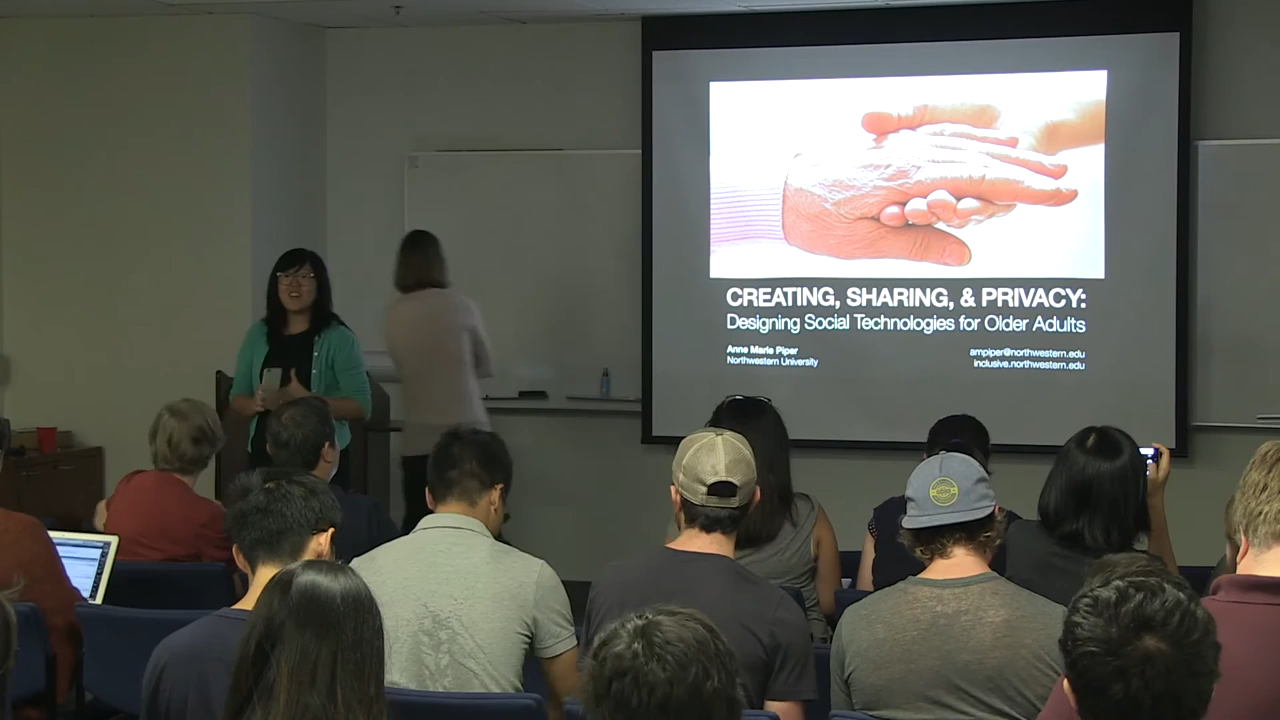 CREATING, SHARING, & PRIVACY:
Designing Social Technologies for Older Adults
Anne Marie Piper
Northwestern University
ampiper@northwestern.edu
inclusive.northwestern.edu